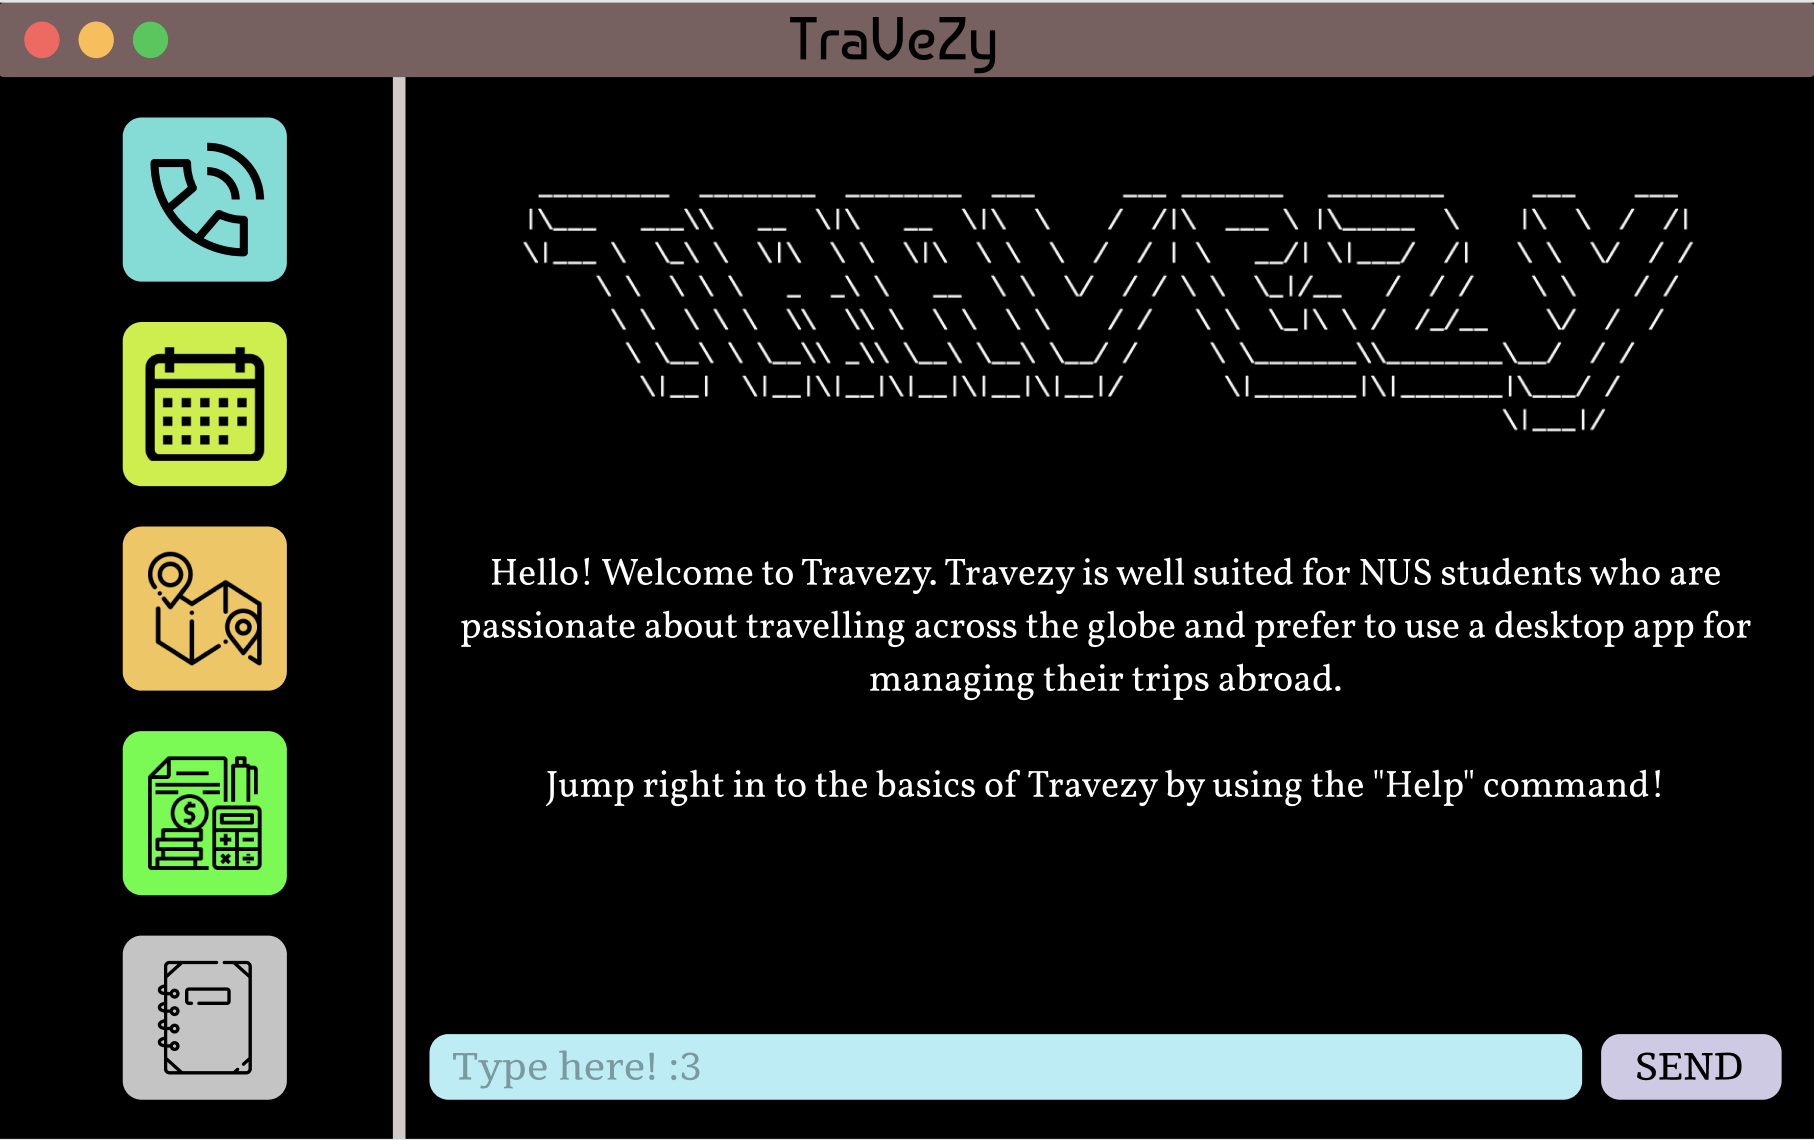 TraVeZy
TRAVEZY
Hello! Welcome to Travezy. Travezy is well suited for NUS students who are
passionate about travelling across the globe and prefer to use a desktop app for
managing their trips abroad.
Jump right in to the basics of Travezy by using the "Help" command!
Type here! :3
SEND